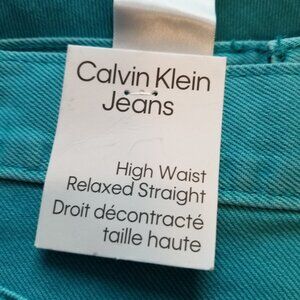 Calvin Klein
Jeans
High Waist
Relaxed Straight
Droit décontracté
taille haute